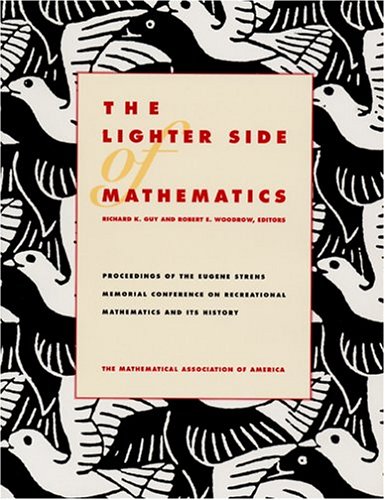 THE
LIGHTER SIDE
of
MATHEMATICS
RICHARD K. GUY AND ROBERT E. WOODROW, EDITORS
PROCEEDINGS OF THE EUGENE STRENS
MEMORIAL CONFERENCE ON RECREATIONAL
MATHEMATICS AND ITS HISTORY
THE MATHEMATICAL ASSOCIATION OF AMERICA